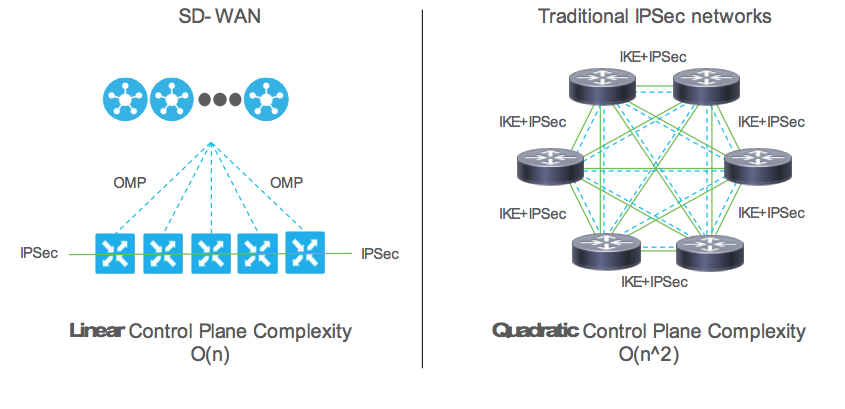 SD- WAN
OMP
OMP
IPSec
IPSec
Linear Control Plane Complexity
O(n)
Traditional IPSec networks
IKE+IPSec
IKE+IPSec
IKE+IPSec
IKE+IPSec
IKE+IPSec
IKE+IPSec
Quadratic Control Plane Complexity
O(n^2)